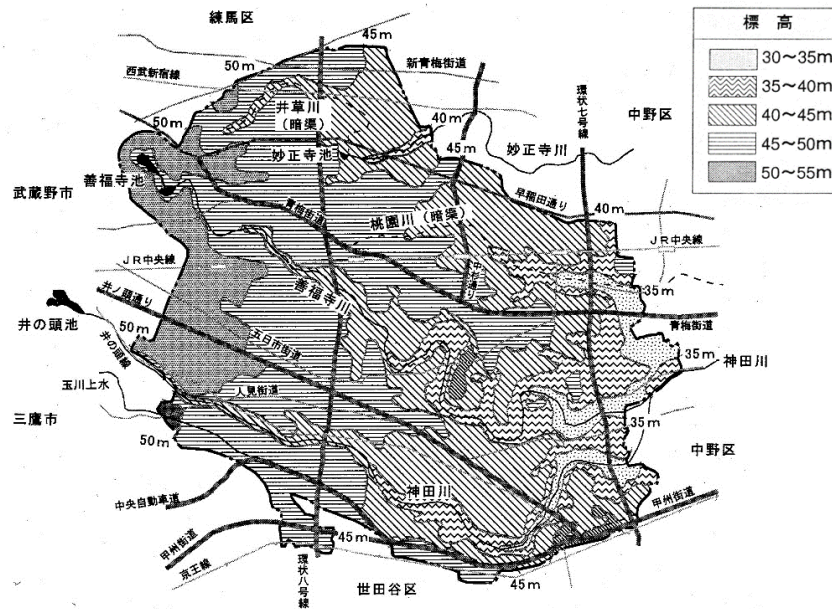 練馬区
45m
標高
30～35m
35～40m
40～45m
45～50m
50～55m
50m
新青梅街道
西武新宿線
環状七号線
中野区
井草川
（暗渠）
50m
40m
45m
妙正寺池
妙正寺川
善福寺池
武蔵野市
早稲田通り
40m
桃園川（暗渠）
青梅街道
JR中央線
JR中央線
中杉通り
35m
善福寺川
井ノ頭通り
井の頭池
50m
青梅街道
五日市街道
35m
神田川
井の頭線
人見街道
玉川上水
三鷹市
35m
50m
中野区
神田川
中央自動車道
甲州街道
甲州街道
45m
45m
京王線
環状八号線
世田谷区